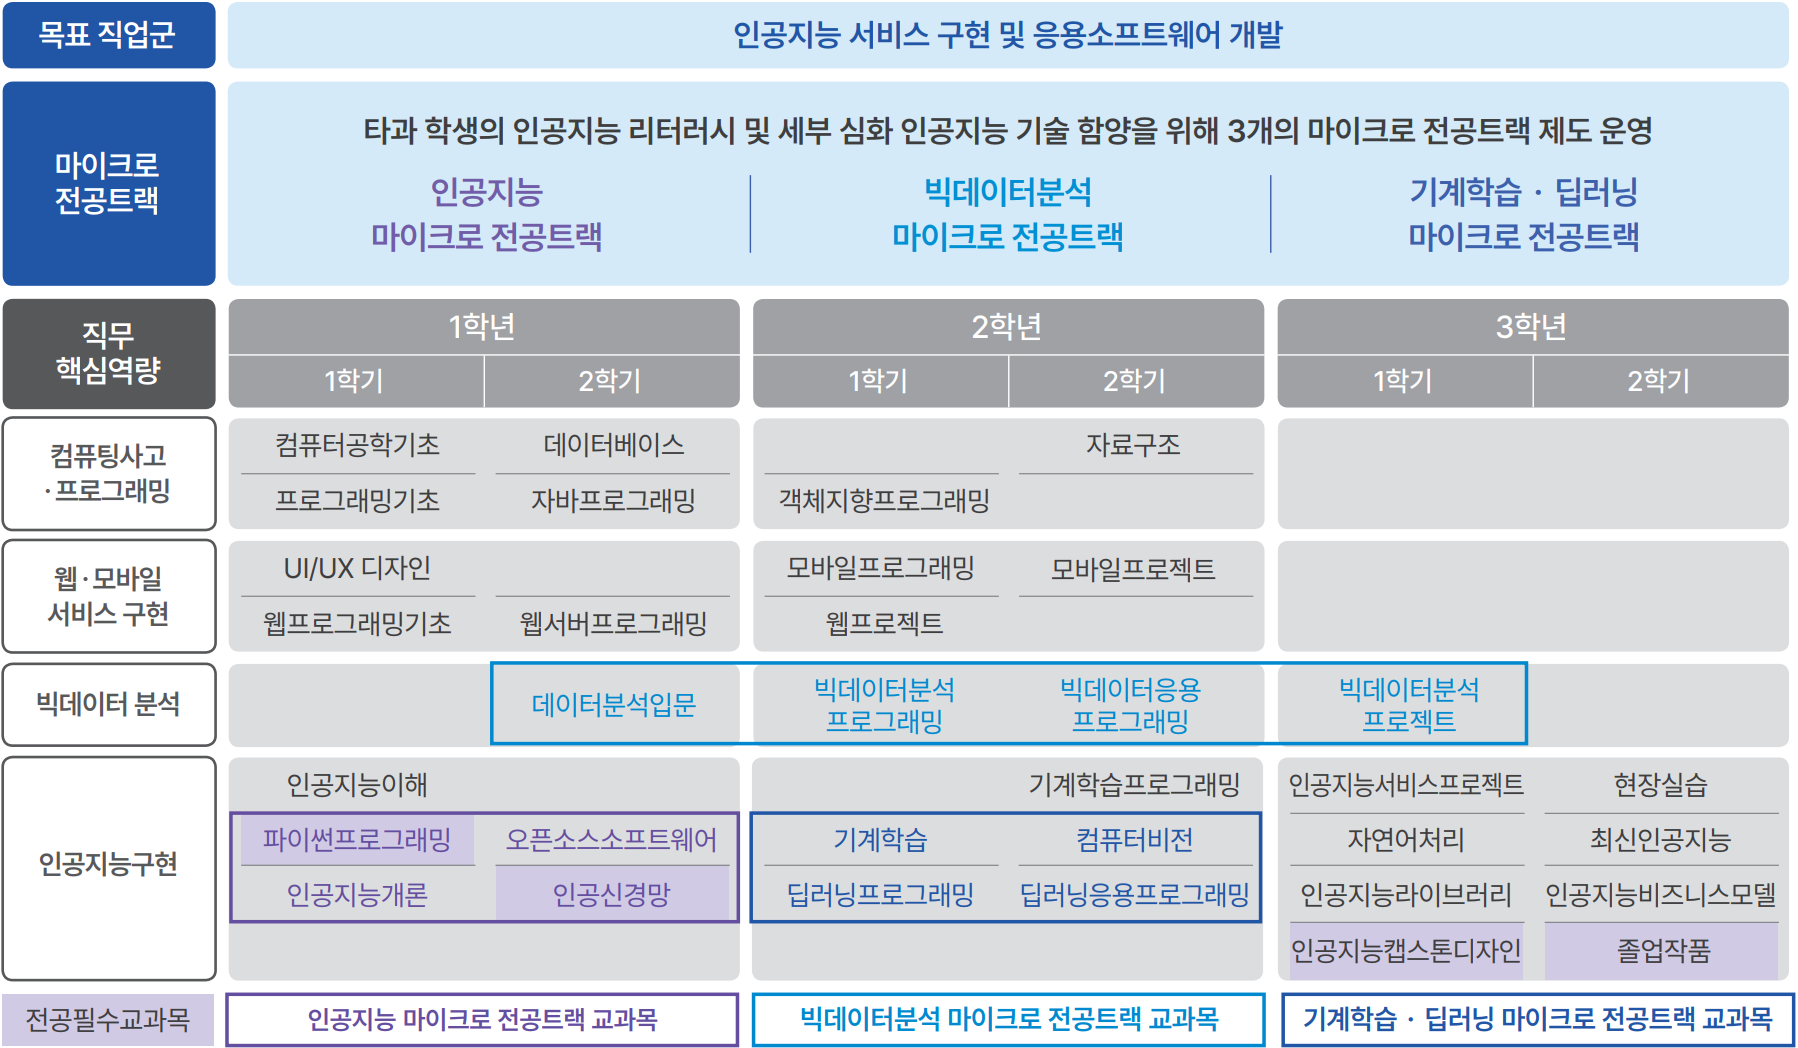 목표 직업군
인공지능 서비스 구현 및 응용소프트웨어 개발
마이크로
전공트랙
타과 학생의 인공지능 리터러시 및 세부 심화 인공지능 기술 함양을 위해 3개의 마이크로 전공트랙 제도 운영
인공지능
마이크로 전공트랙
빅데이터분석
마이크로 전공트랙
기계학습 · 딥러닝
마이크로 전공트랙
직무
핵심역량
1학년
2학년
3학년
1학기
2학기
1학기
2학기
1학기
2학기
컴퓨팅사고
· 프로그래밍
컴퓨터공학기초
데이터베이스
자료구조
프로그래밍기초
자바프로그래밍
객체지향프로그래밍
웹 · 모바일
서비스 구현
UI/UX 디자인
모바일프로그래밍
모바일프로젝트
웹프로그래밍기초
웹서버프로그래밍
웹프로젝트
빅데이터 분석
데이터분석입문
빅데이터분석
프로그래밍
빅데이터응용
프로그래밍
빅데이터분석
프로젝트
인공지능구현
인공지능이해
기계학습프로그래밍
인공지능서비스프로젝트
현장실습
파이썬프로그래밍
오픈소스소프트웨어
기계학습
컴퓨터비전
자연어처리
최신인공지능
인공지능개론
인공신경망
딥러닝프로그래밍
딥러닝응용프로그래밍
인공지능라이브러리
인공지능비즈니스모델
인공지능캡스톤디자인
졸업작품
전공필수교과목
인공지능 마이크로 전공트랙 교과목
빅데이터분석 마이크로 전공트랙 교과목
기계학습 · 딥러닝 마이크로 전공트랙 교과목